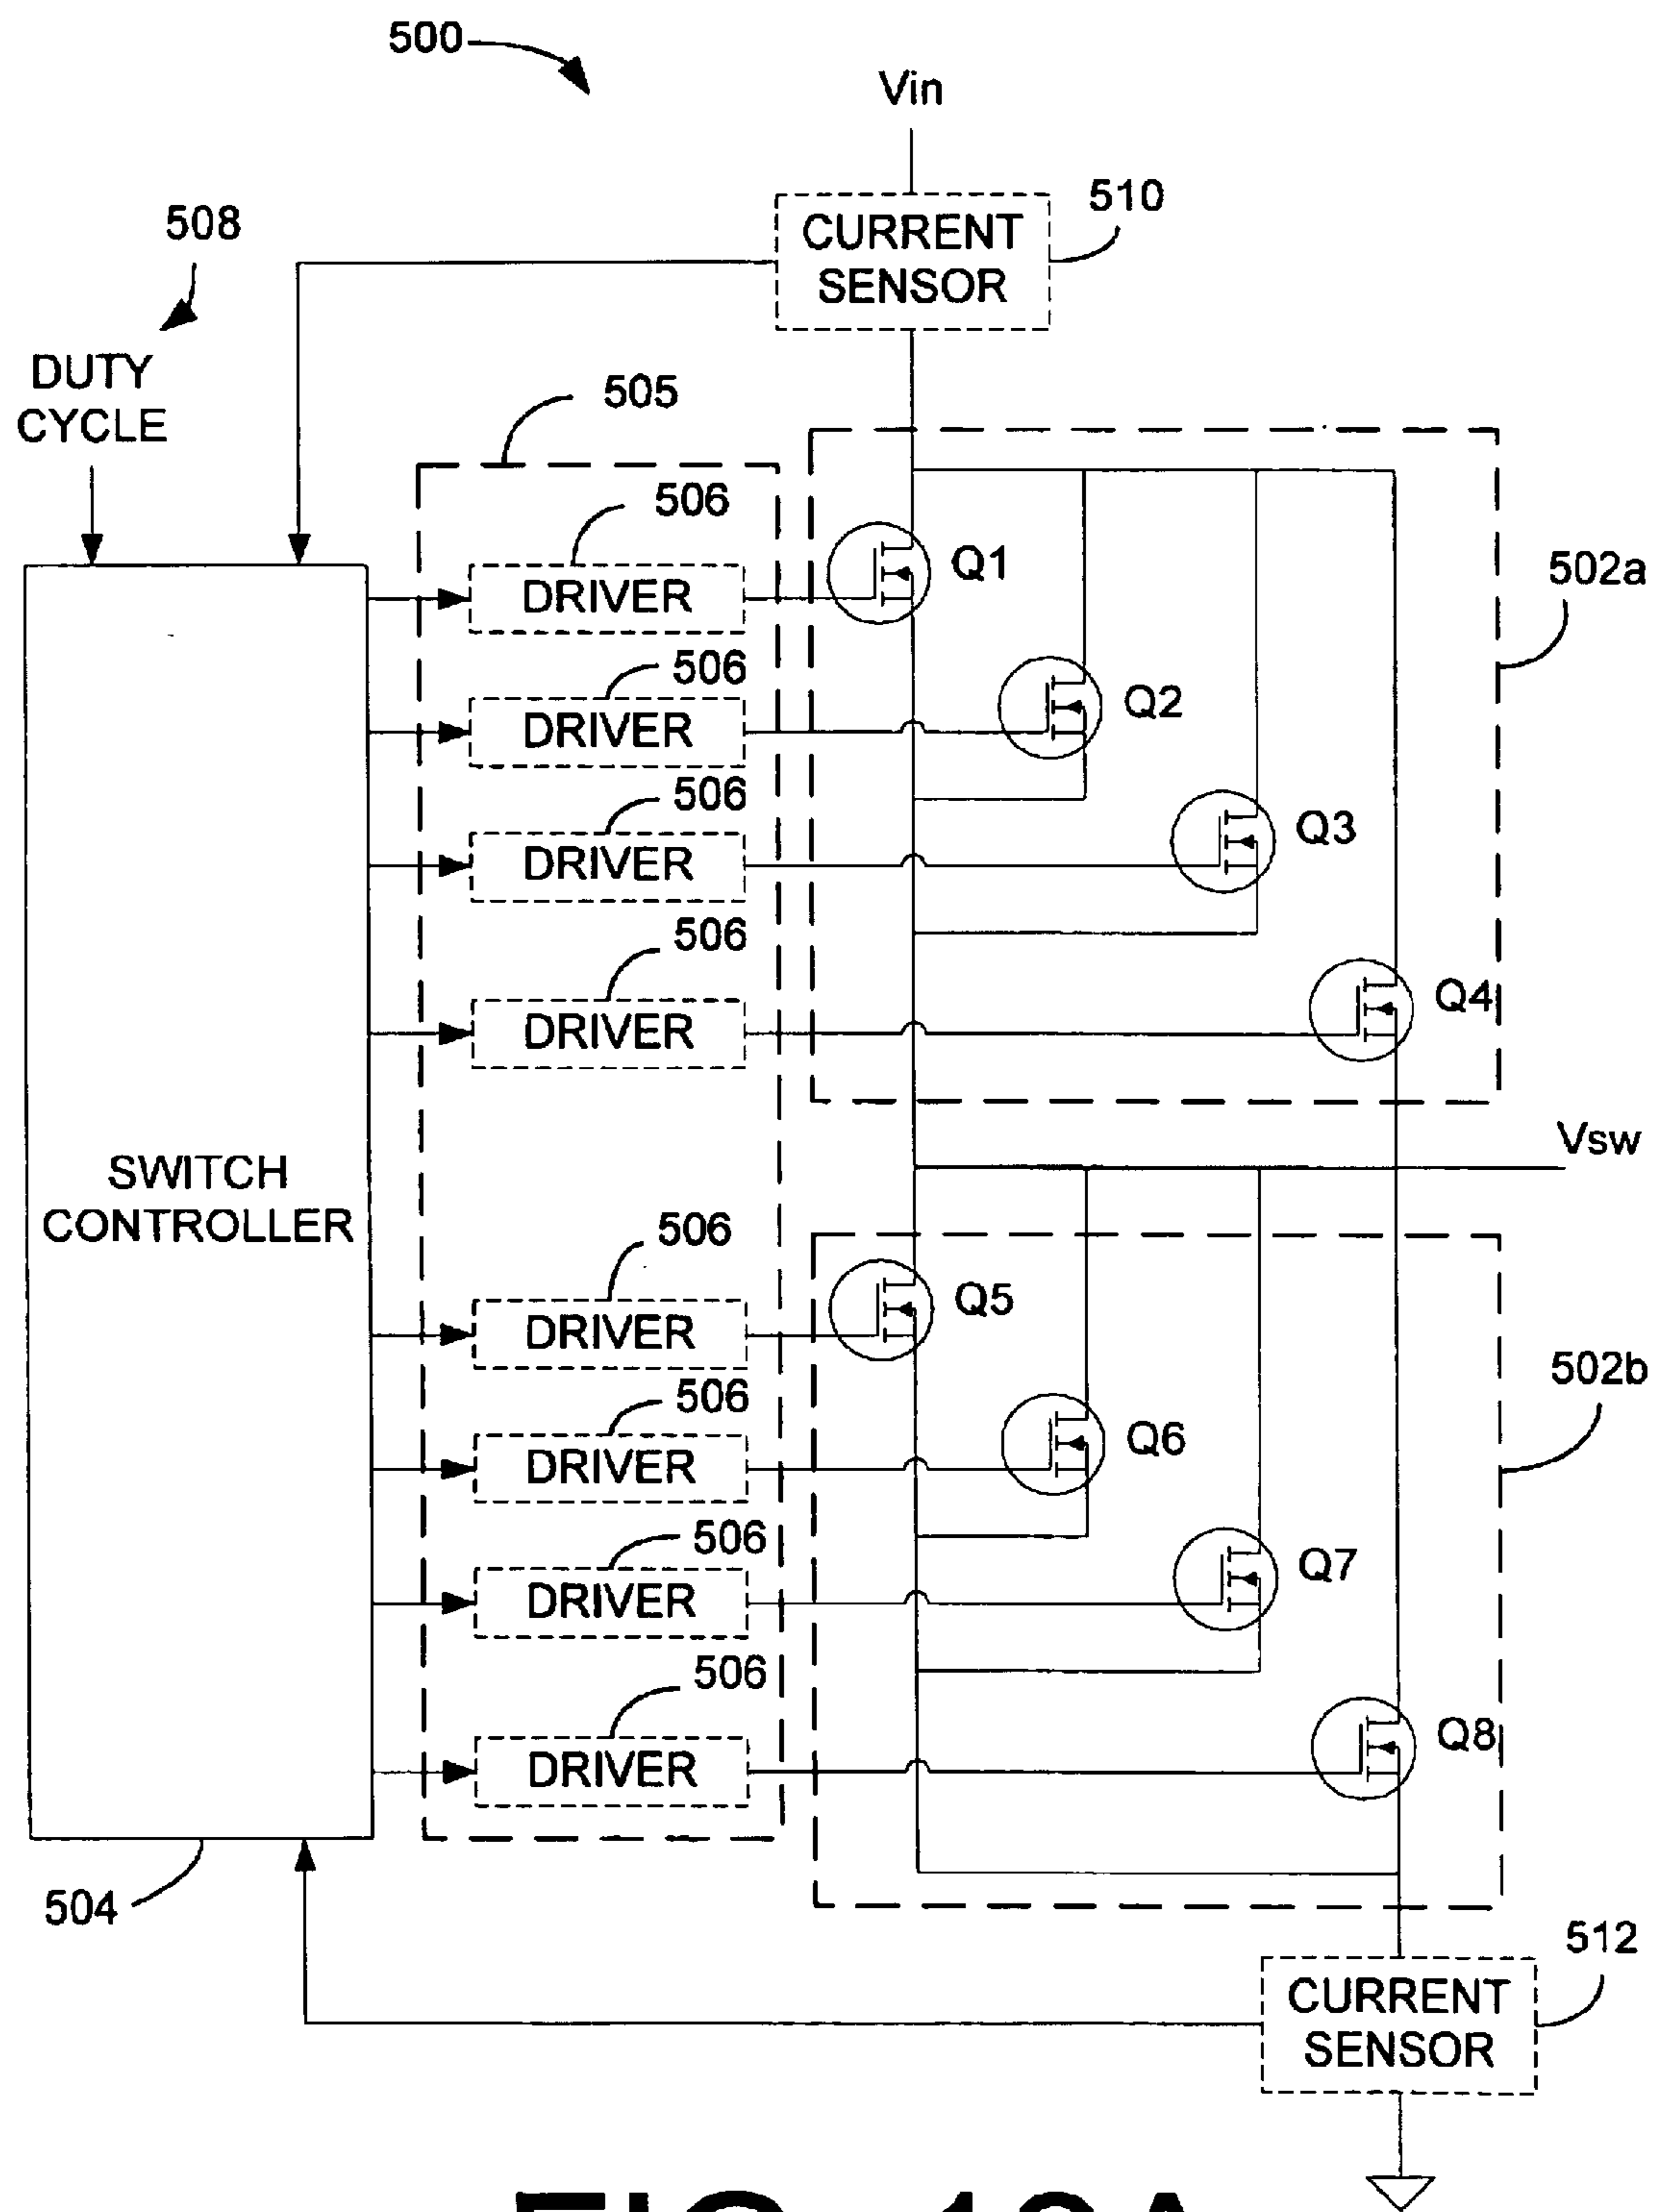 500
Vin
510
CURRENT
SENSOR
508
DUTY
CYCLE
505
506
DRIVER
Q1
502a
506
DRIVER
Q2
506
DRIVER
Q3
506
DRIVER
Q4
Vsw
SWITCH
CONTROLLER
506
DRIVER
Q5
502b
506
DRIVER
Q6
506
DRIVER
Q7
506
DRIVER
Q8
504
512
CURRENT
SENSOR